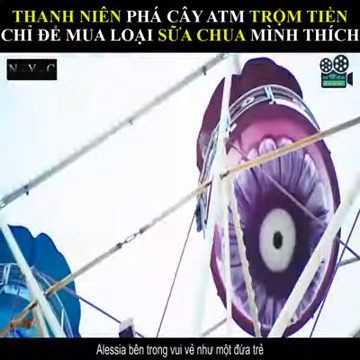 THANH NIÊN PHÁ CÂY ATM TRỘM TIỀN
CHỈ ĐỂ MUA LOẠI SỮA CHUA MÌNH THÍCH
N Y C
Alessia bên trong vui vẻ như một đứa trẻ